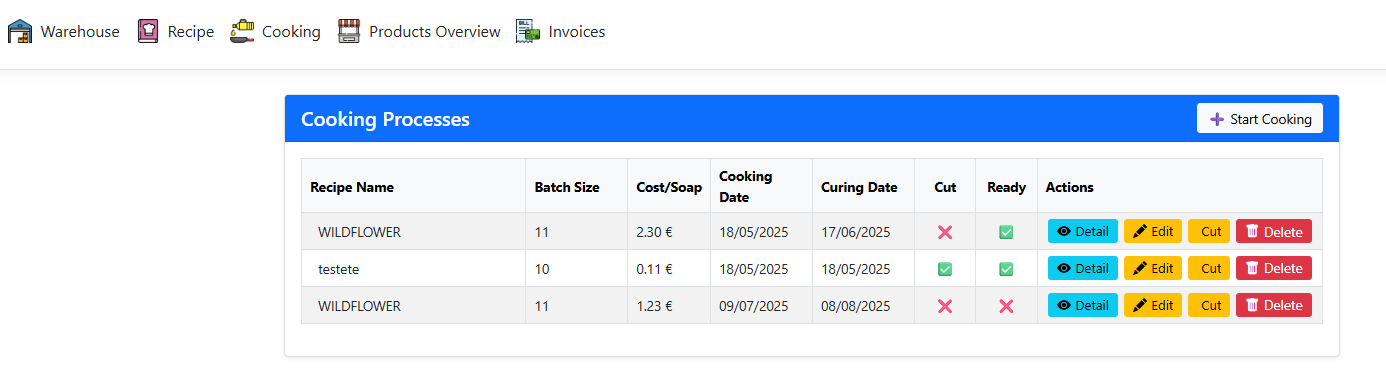 Warehouse Recipe Cooking Products Overview Invoices
Cooking Processes Start Cooking
Recipe Name Batch Size Cost/Soap Cooking Date Curing Date Cut Ready Actions
WILDFLOWER 11 2.30 € 18/05/2025 17/06/2025 Detail Edit Cut Delete
testete 10 0.11 € 18/05/2025 18/05/2025 Detail Edit Cut Delete
WILDFLOWER 11 1.23 € 09/07/2025 08/08/2025 Detail Edit Cut Delete